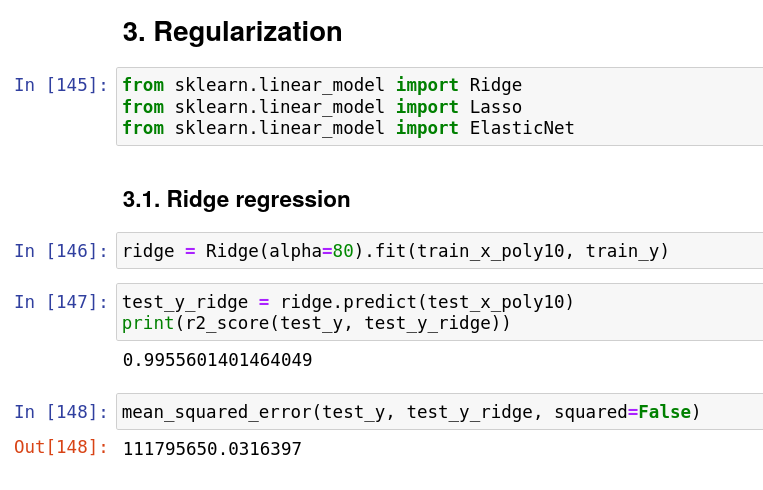 3. Regularization
In [145]: from sklearn.linear_model import Ridge
from sklearn.linear_model import Lasso
from sklearn.linear_model import ElasticNet
3.1. Ridge regression
In [146]: ridge = Ridge(alpha=80).fit(train_x_poly10, train_y)
In [147]: test_y_ridge = ridge.predict(test_x_poly10)
print(r2_score(test_y, test_y_ridge))
0.9955601401464049
In [148]: mean_squared_error(test_y, test_y_ridge, squared=False)
Out[148]: 111795650.0316397